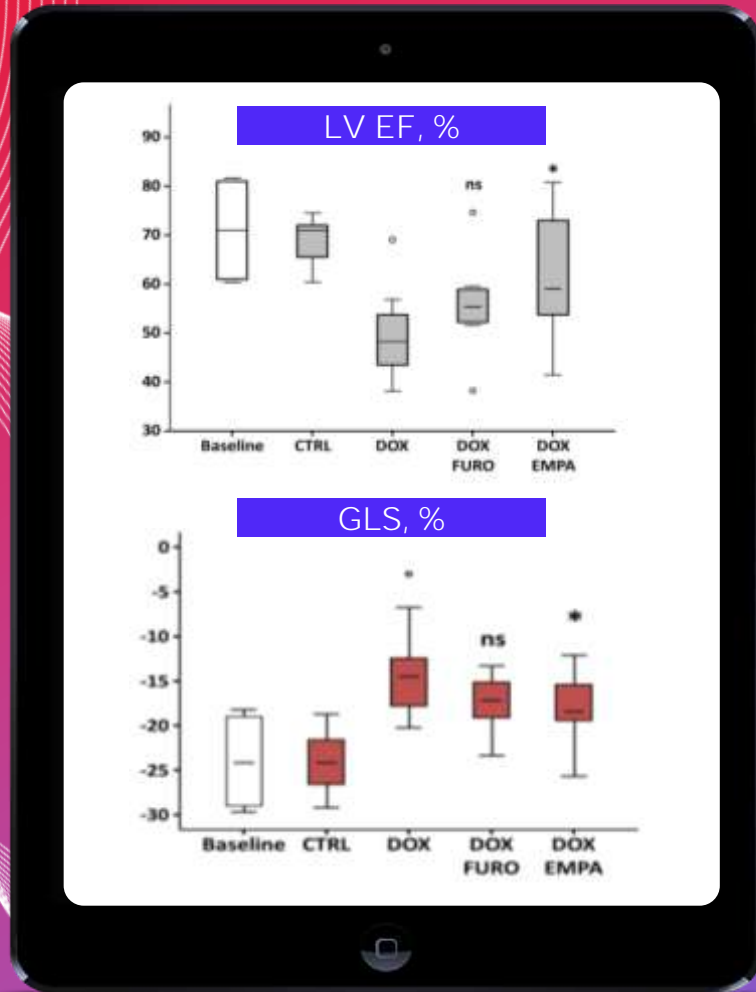 LV EF, %
90
80
70
60
50
40
30
ns
*
Baseline CTRL DOX DOX DOX
FURO EMPA
GLS, %
0
-5
-10
-15
-20
-25
-30
ns
*
Baseline CTRL DOX DOX DOX
FURO EMPA